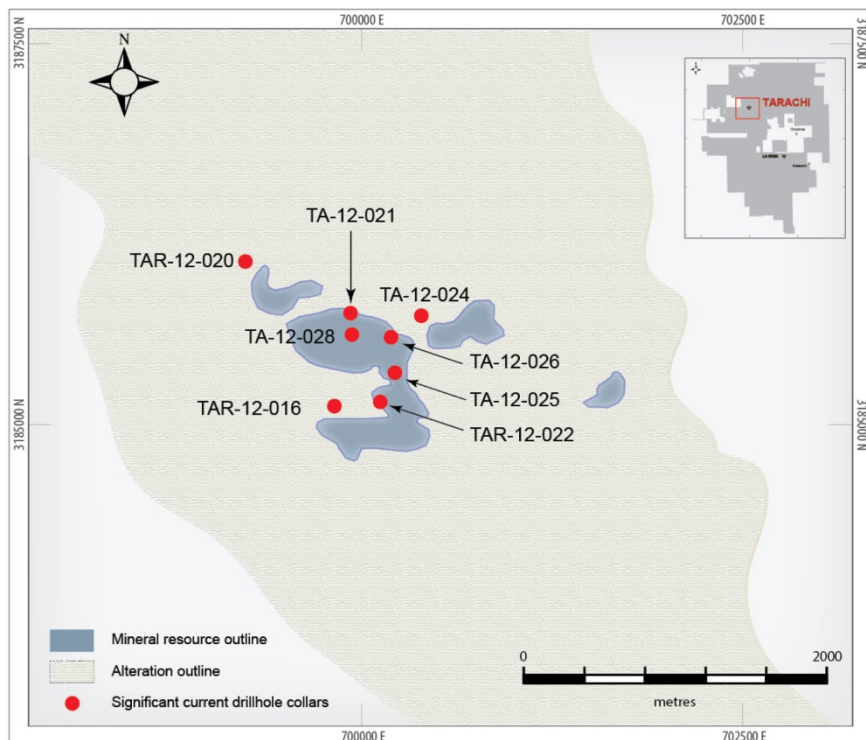 700000 E
702500 E
3187500 N
3187500 N
N
TARACHI
TA-12-021
TAR-12-020
TA-12-024
TA-12-028
TA-12-026
TA-12-025
TAR-12-016
TAR-12-022
3185000 N
3185000 N
Mineral resource outline
Alteration outline
Significant current drillhole collars
0
2000
metres
700000 E
702500 E